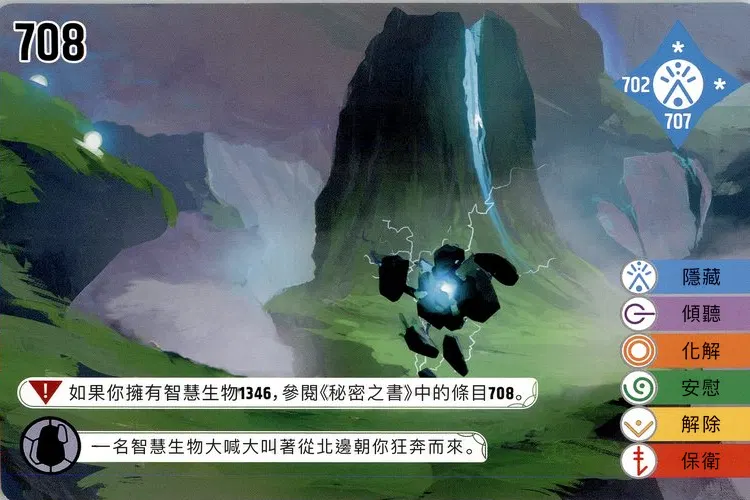 708
*
702 *
707
隱藏
傾聽
化解
安慰
解除
保衛
如果你擁有智慧生物1346，參閱《秘密之書》中的條目708。
一名智慧生物大喊大叫著從北邊朝你狂奔而來。